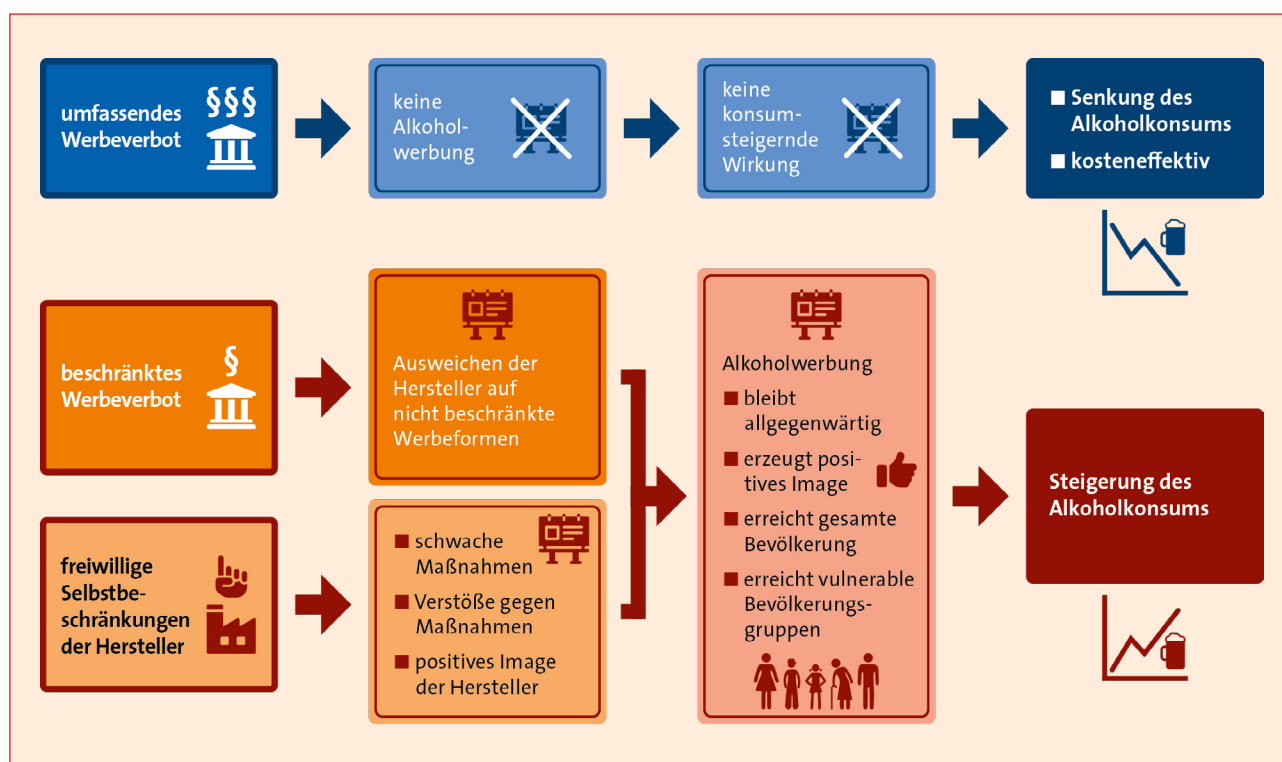 umfassendes
Werbeverbot
§§§
keine
Alkohol-
werbung
keine
konsum-
steigernde
Wirkung
■ Senkung des
Alkoholkonsums
■ kosteneffektiv
beschränktes
Werbeverbot
§
Ausweichen der
Hersteller auf
nicht beschränkte
Werbeformen
freiwillige
Selbstbe-
schränkungen
der Hersteller
■ schwache
Maßnahmen
■ Verstöße gegen
Maßnahmen
■ positives Image
der Hersteller
Alkoholwerbung
■ bleibt
allgegenwärtig
■ erzeugt posi-
tives Image
■ erreicht gesamte
Bevölkerung
■ erreicht vulnerable
Bevölkerungs-
gruppen
Steigerung des
Alkoholkonsums